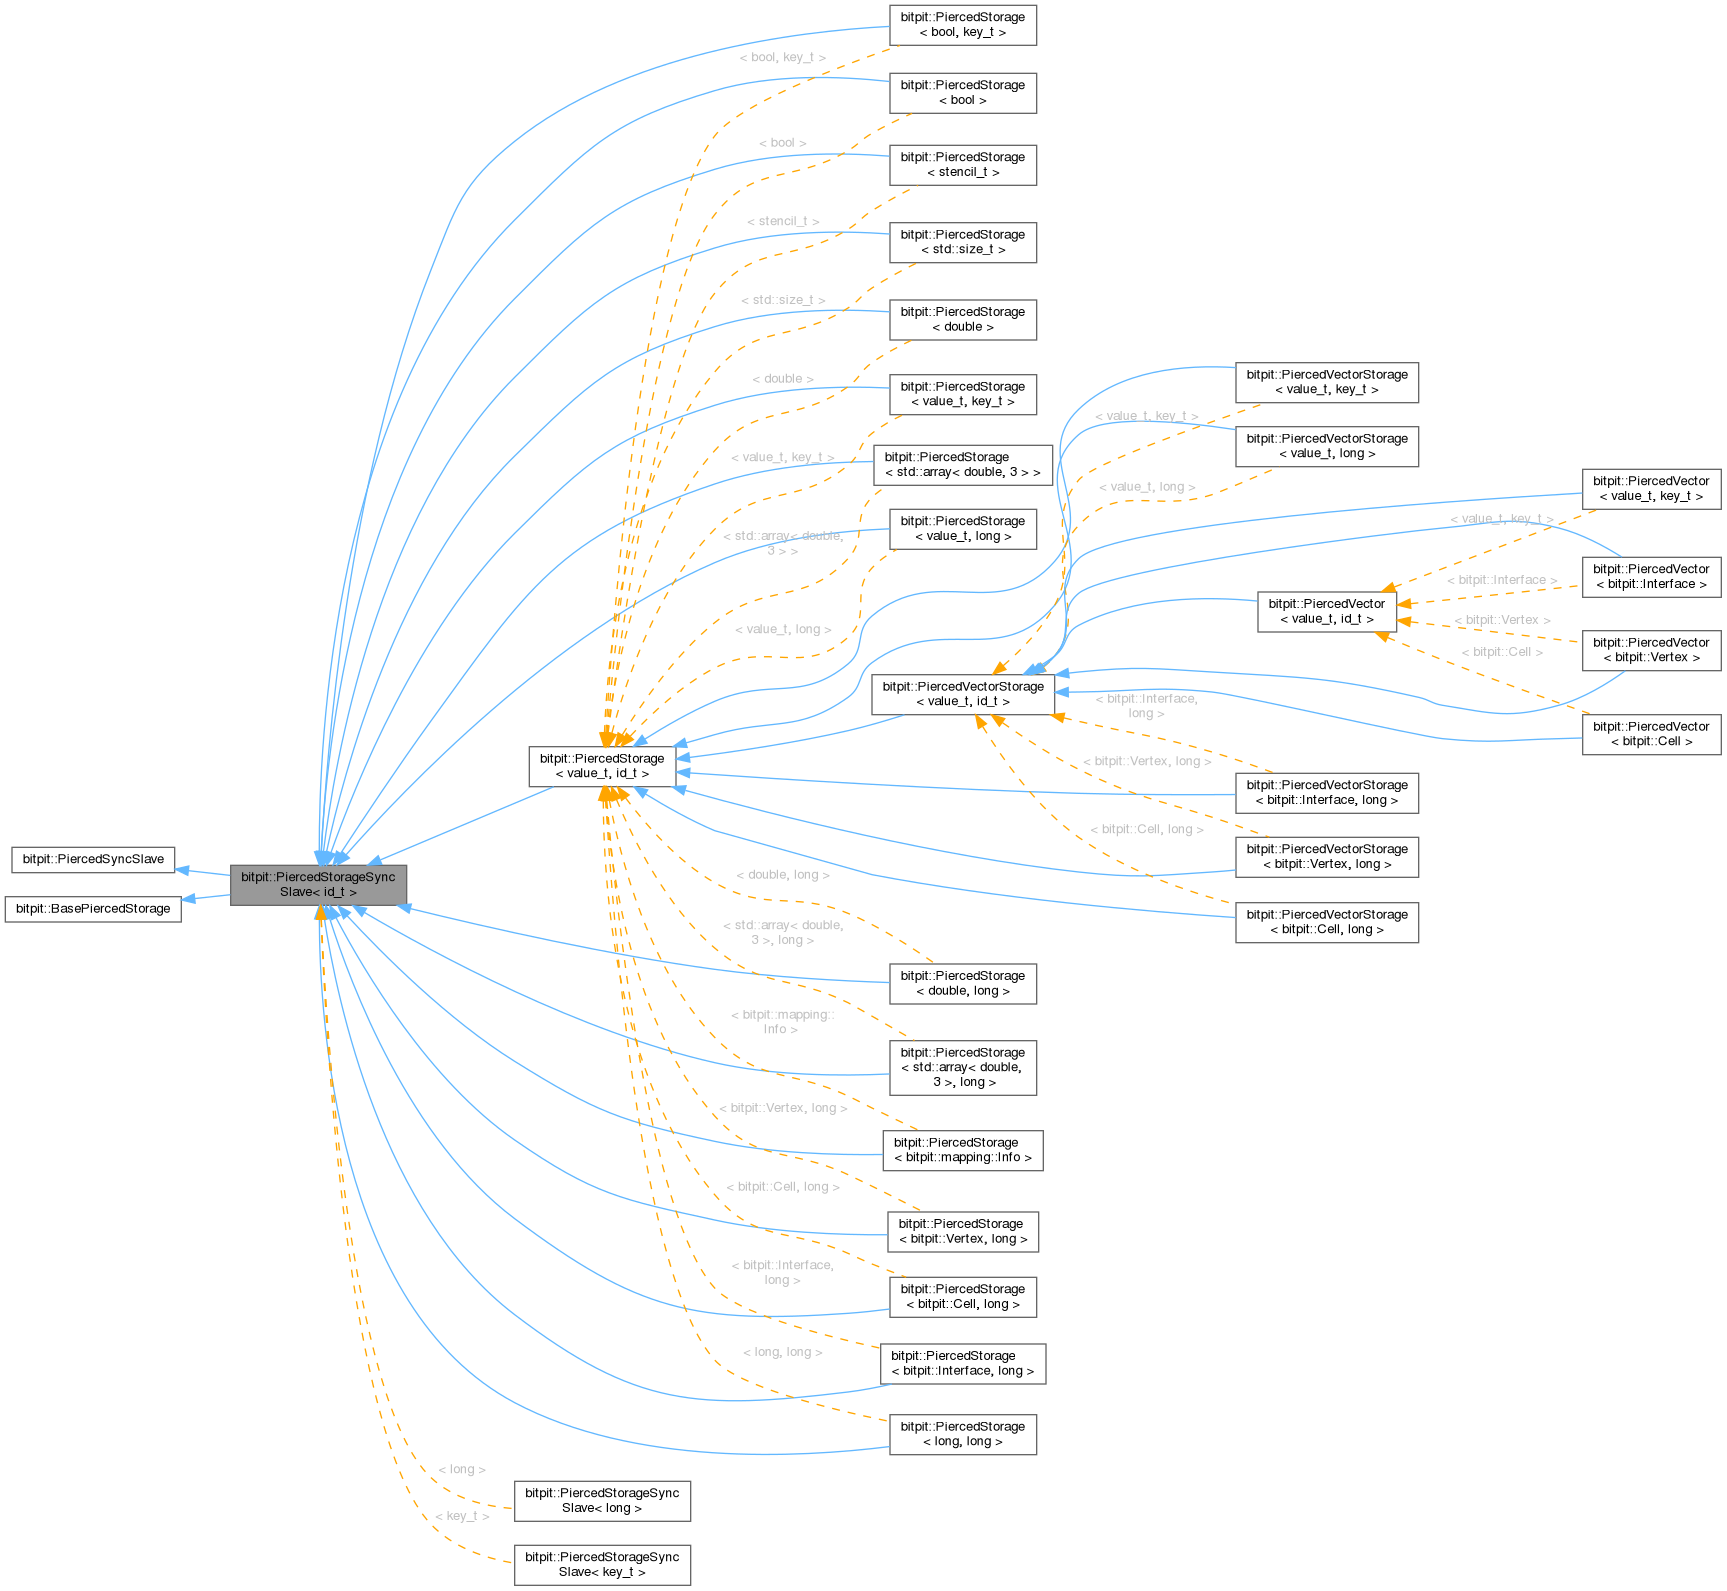 bitpit::PiercedStorage
< bool, key_t >
< bool, key_t >
bitpit::PiercedStorage
< bool >
< bool >
bitpit::PiercedStorage
< stencil_t >
< stencil_t >
bitpit::PiercedStorage
< std::size_t >
< std::size_t >
bitpit::PiercedStorage
< double >
< double >
bitpit::PiercedStorage
< value_t, key_t >
< value_t, key_t >
bitpit::PiercedStorage
< std::array< double, 3 > >
< std::array< double,
3 > >
bitpit::PiercedStorage
< value_t, long >
< value_t, long >
bitpit::PiercedVectorStorage
< value_t, key_t >
< value_t, key_t >
bitpit::PiercedVectorStorage
< value_t, long >
< value_t, long >
bitpit::PiercedVector
< value_t, key_t >
< value_t, key_t >
bitpit::PiercedVector
< bitpit::Interface >
< bitpit::Interface >
bitpit::PiercedVector
< value_t, id_t >
< bitpit::Vertex >
bitpit::PiercedVector
< bitpit::Vertex >
< bitpit::Cell >
bitpit::PiercedVector
< bitpit::Cell >
bitpit::PiercedVectorStorage
< value_t, id_t >
< bitpit::Interface,
long >
< bitpit::Vertex, long >
bitpit::PiercedStorage
< value_t, id_t >
bitpit::PiercedVectorStorage
< bitpit::Interface, long >
< bitpit::Cell, long >
bitpit::PiercedVectorStorage
< bitpit::Vertex, long >
bitpit::PiercedVectorStorage
< bitpit::Cell, long >
bitpit::PiercedSyncSlave
bitpit::BasePiercedStorage
bitpit::PiercedStorageSync
Slave< id_t >
< double, long >
bitpit::PiercedStorage
< double, long >
< std::array< double,
3 >, long >
bitpit::PiercedStorage
< std::array< double,
3 >, long >
< bitpit::mapping::
Info >
bitpit::PiercedStorage
< bitpit::mapping::Info >
< bitpit::Vertex, long >
bitpit::PiercedStorage
< bitpit::Vertex, long >
< bitpit::Cell, long >
bitpit::PiercedStorage
< bitpit::Cell, long >
< bitpit::Interface,
long >
bitpit::PiercedStorage
< bitpit::Interface, long >
< long, long >
bitpit::PiercedStorage
< long, long >
< long >
bitpit::PiercedStorageSync
Slave< long >
< key_t >
bitpit::PiercedStorageSync
Slave< key_t >